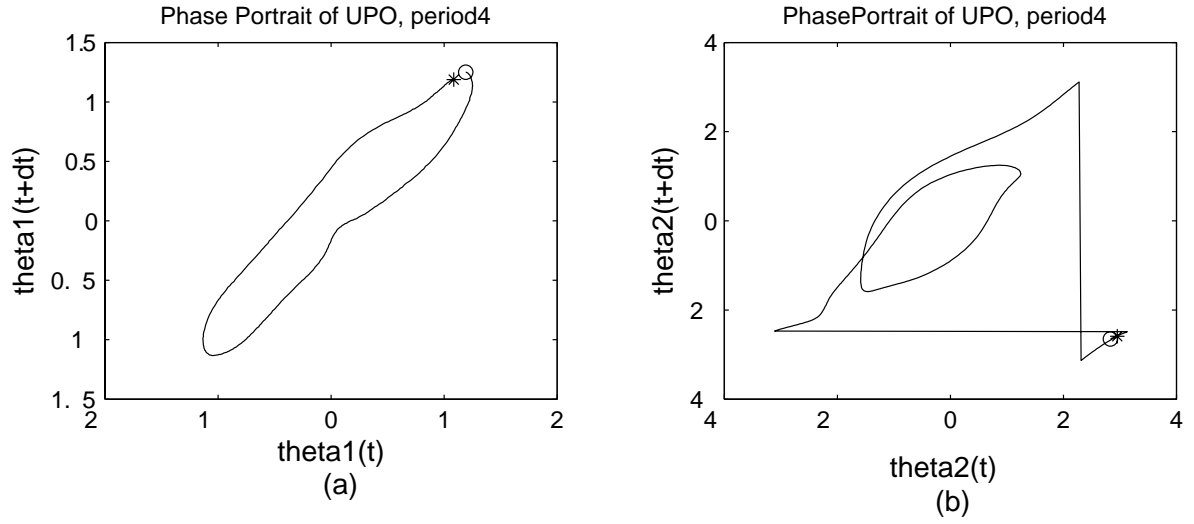 Phase Portrait of UPO, period4
1.5
1
0.5
0
0. 5
1
1. 5
2
1
0
1
2
theta1(t+dt)
theta1(t)
(a)
PhasePortrait of UPO, period4
4
2
0
2
4
4
2
0
2
4
theta2(t+dt)
theta2(t)
(b)